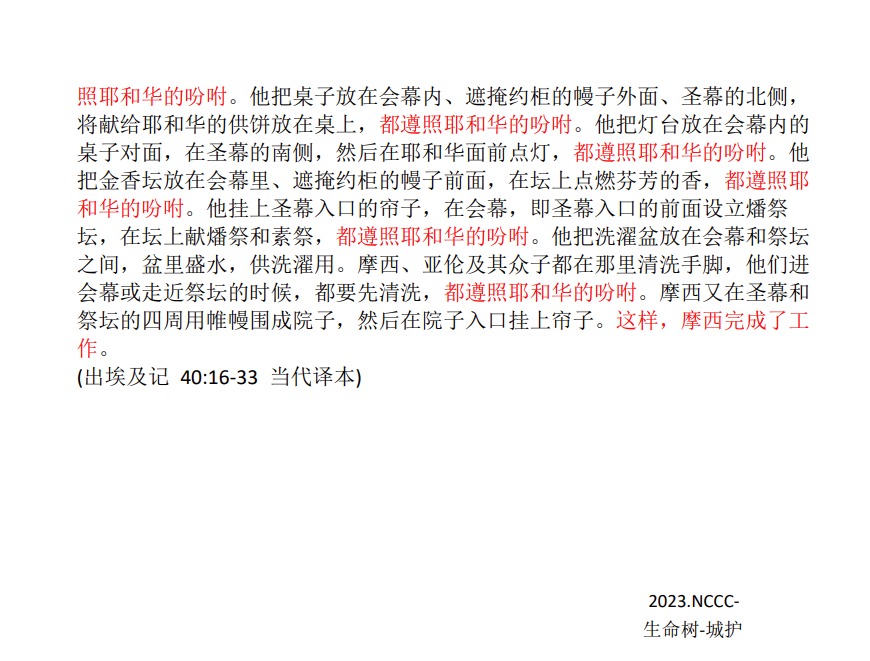 照耶和华的吩咐。他把桌子放在会幕内、遮掩约柜的幔子外面、圣幕的北侧，
将献给耶和华的供饼放在桌上，都遵照耶和华的吩咐。他把灯台放在会幕内的
桌子对面，在圣幕的南侧，然后在耶和华面前点灯，都遵照耶和华的吩咐。他
把金香坛放在会幕里、遮掩约柜的幔子前面，在坛上点燃芬芳的香，都遵照耶
和华的吩咐。他挂上圣幕入口的帘子，在会幕，即圣幕入口的前面设立燔祭
坛，在坛上献燔祭和素祭，都遵照耶和华的吩咐。他把洗濯盆放在会幕和祭坛
之间，盆里盛水，供洗濯用。摩西、亚伦及其众子都在那里清洗手脚，他们进
会幕或走近祭坛的时候，都要先清洗，都遵照耶和华的吩咐。摩西又在圣幕和
祭坛的四周用帷幔围成院子，然后在院子入口挂上帘子。这样，摩西完成了工
作。
(出埃及记 40:16-33 当代译本)
2023.NCCC-
生命树-城护